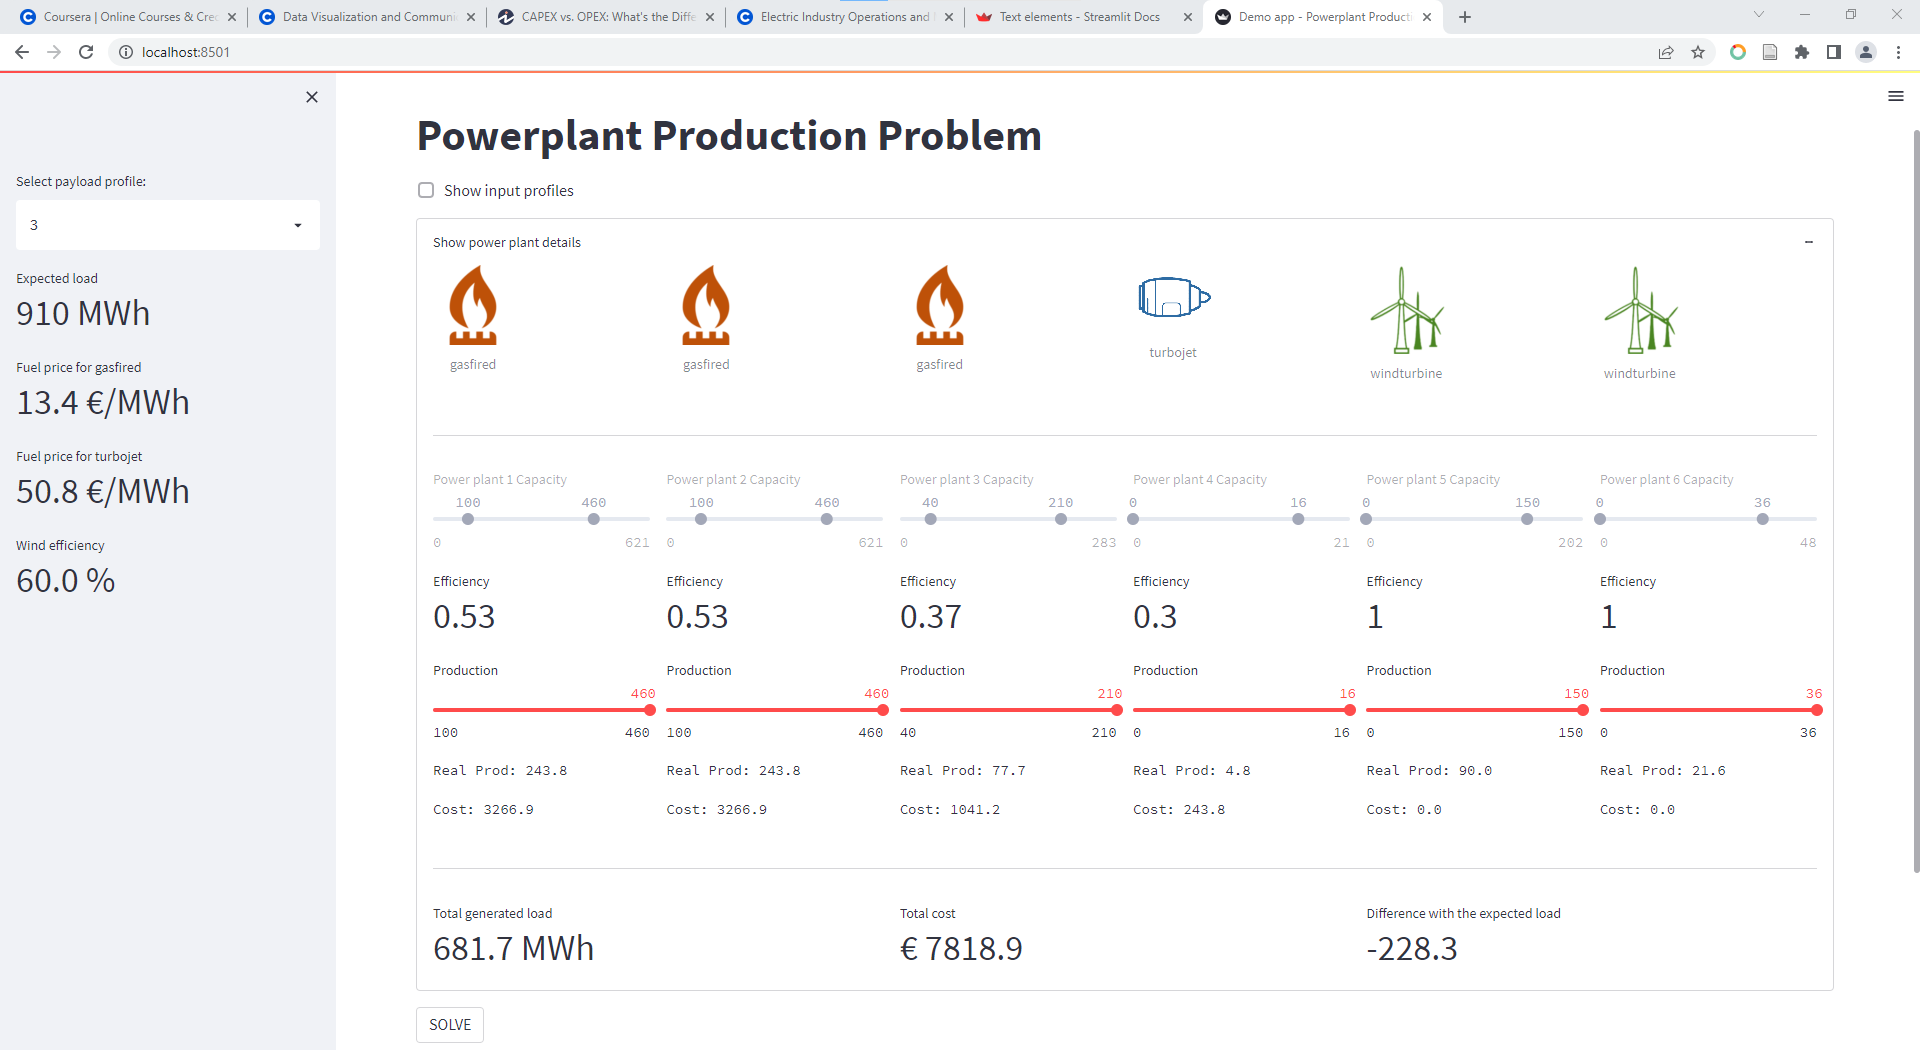 Coursera | Online Courses & Cre
Data Visualization and Communi
CAPEX vs. OPEX: What's the Diffe
Electric Industry Operations and
Text elements - Streamlit Docs
Demo app - Powerplant Product
localhost:8501
Select payload profile:
3
Expected load
910 MWh
Fuel price for gasfired
13.4 €/MWh
Fuel price for turbojet
50.8 €/MWh
Wind efficiency
60.0 %
Powerplant Production Problem
Show input profiles
Show power plant details
gasfired gasfired gasfired turbojet windturbine windturbine
Power plant 1 Capacity Power plant 2 Capacity Power plant 3 Capacity Power plant 4 Capacity Power plant 5 Capacity Power plant 6 Capacity
100 460 100 460 40 210 0 16 0 150 0 36
0 621 0 621 0 283 0 21 0 202 0 48
Efficiency Efficiency Efficiency Efficiency Efficiency Efficiency
0.53 0.53 0.37 0.3 1 1
Production Production Production Production Production Production
460 460 210 16 150 36
100 460 100 460 40 210 0 16 0 150 0 36
Real Prod: 243.8 Real Prod: 243.8 Real Prod: 77.7 Real Prod: 4.8 Real Prod: 90.0 Real Prod: 21.6
Cost: 3266.9 Cost: 3266.9 Cost: 1041.2 Cost: 243.8 Cost: 0.0 Cost: 0.0
Total generated load Total cost Difference with the expected load
681.7 MWh € 7818.9 -228.3
SOLVE